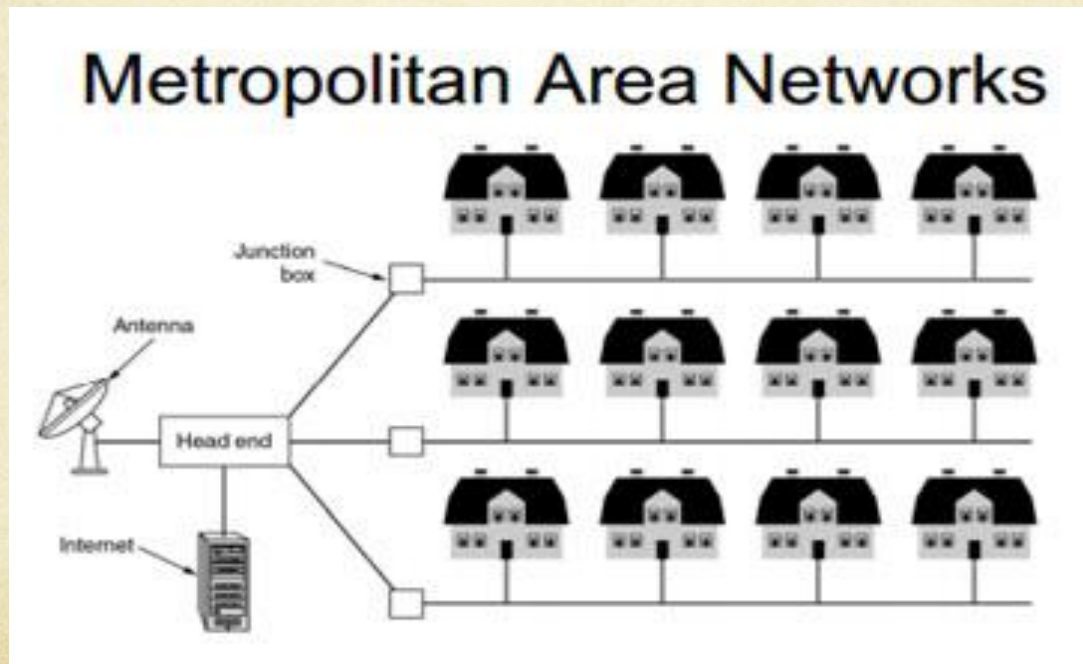 Metropolitan Area Networks
Junction
box
Antenna
Head end
Internet